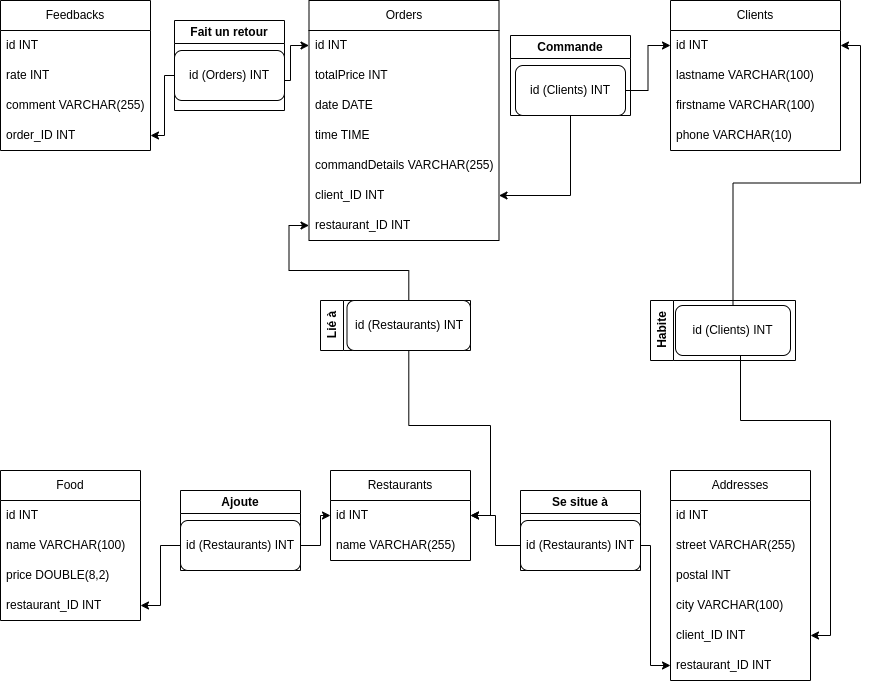 Feedbacks
id INT
rate INT
comment VARCHAR(255)
order_ID INT
Fait un retour
id (Orders) INT
Orders
id INT
totalPrice INT
date DATE
time TIME
commandDetails VARCHAR(255)
client_ID INT
restaurant_ID INT
Commande
id (Clients) INT
Clients
id INT
lastname VARCHAR(100)
firstname VARCHAR(100)
phone VARCHAR(10)
Lié à
id (Restaurants) INT
Habite
id (Clients) INT
Food
id INT
name VARCHAR(100)
price DOUBLE(8,2)
restaurant_ID INT
Ajoute
id (Restaurants) INT
Restaurants
id INT
name VARCHAR(255)
Se situe à
id (Restaurants) INT
Addresses
id INT
street VARCHAR(255)
postal INT
city VARCHAR(100)
client_ID INT
restaurant_ID INT